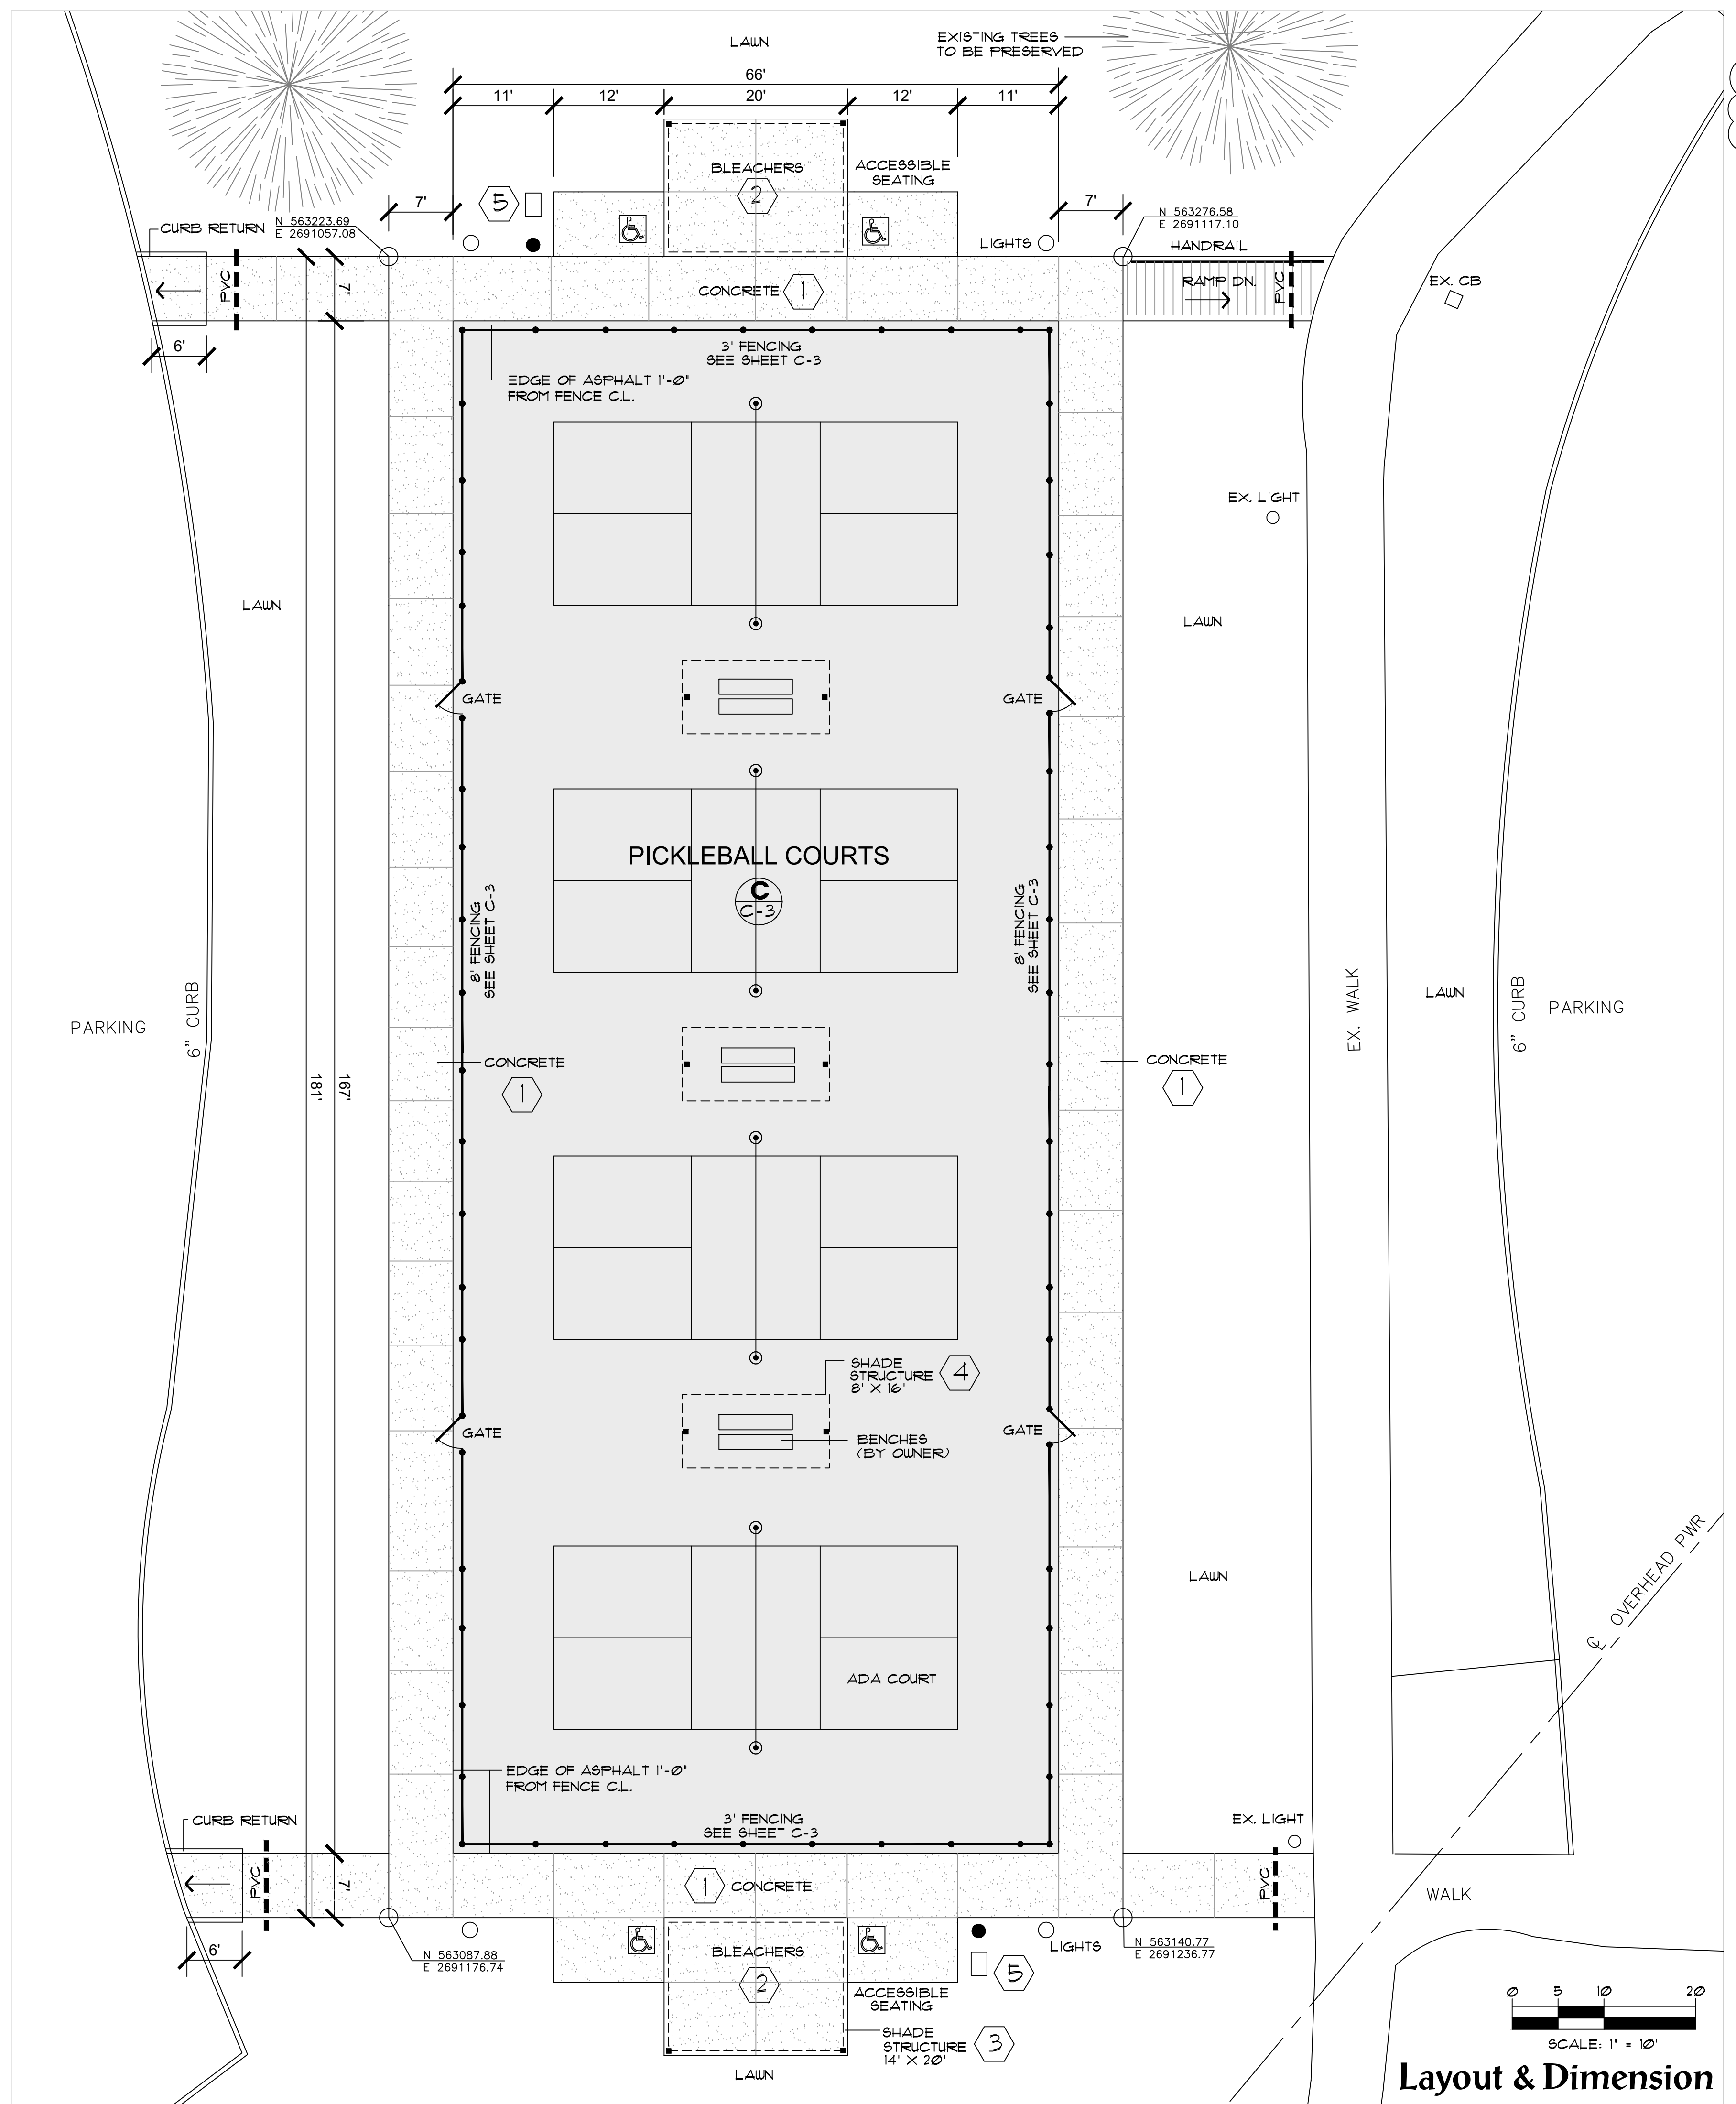 LAWN
EXISTING TREES
TO BE PRESERVED
66'
11'
12'
20'
12'
11'
BLEACHERS
2
ACCESSIBLE
SEATING
7'
5
7'
N 563223.69
E 2691057.08
N 563276.58
E 2691117.10
CURB RETURN
LIGHTS
HANDRAIL
PVC
7'
CONCRETE
1
RAMP DN.
PVC
EX. CB
6'
3' FENCING
SEE SHEET C-3
EDGE OF ASPHALT 1'-0"
FROM FENCE C.L.
EX. LIGHT
LAWN
LAWN
GATE
GATE
PICKLEBALL COURTS
C
C-3
8' FENCING
SEE SHEET C-3
8' FENCING
SEE SHEET C-3
PARKING
6" CURB
EX. WALK
LAWN
6" CURB
PARKING
CONCRETE
1
CONCRETE
1
181'
167'
SHADE
STRUCTURE
8' X 16'
4
GATE
GATE
BENCHES
(BY OWNER)
OVERHEAD PWR
LAWN
ADA COURT
EDGE OF ASPHALT 1'-0"
FROM FENCE C.L.
3' FENCING
SEE SHEET C-3
CURB RETURN
EX. LIGHT
PVC
7'
1
CONCRETE
PVC
WALK
6'
N 563087.88
E 2691176.74
BLEACHERS
2
LIGHTS
N 563140.77
E 2691236.77
5
ACCESSIBLE
SEATING
SHADE
STRUCTURE
14' X 20'
3
LAWN
0
5
10
20
SCALE: 1" = 10'
Layout & Dimension